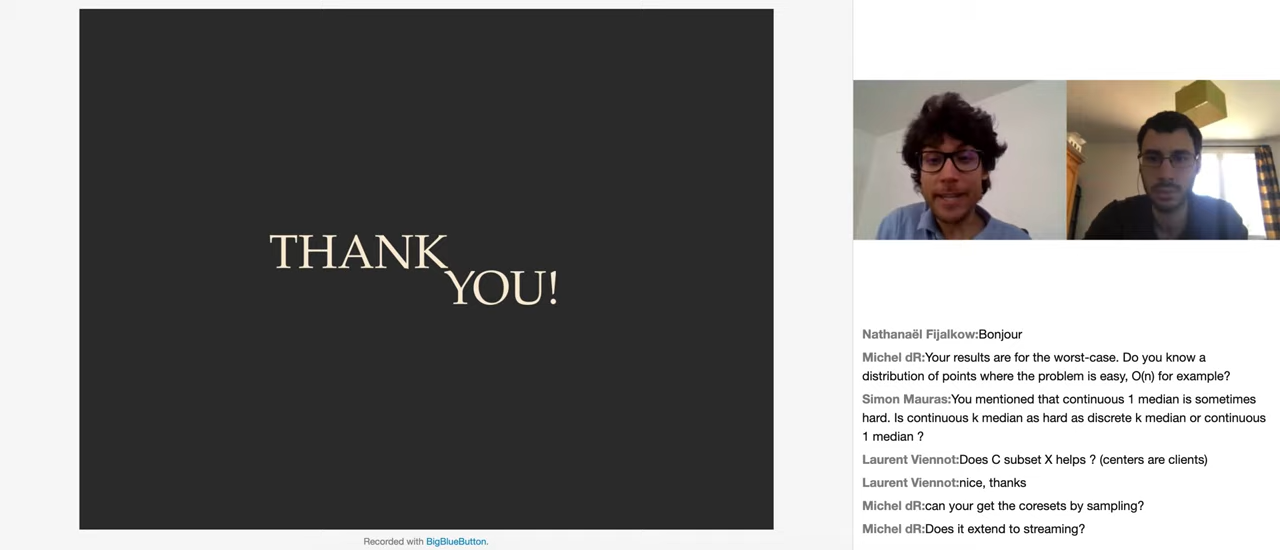 THANK
YOU!
Recorded with BigBlueButton.
Nathanaël Fijalkow:Bonjour
Michel dR:Your results are for the worst-case. Do you know a
distribution of points where the problem is easy, O(n) for example?
Simon Mauras:You mentioned that continuous 1 median is sometimes
hard. Is continuous k median as hard as discrete k median or continuous
1 median ?
Laurent Viennot:Does C subset X helps ? (centers are clients)
Laurent Viennot:nice, thanks
Michel dR:can your get the coresets by sampling?
Michel dR:Does it extend to streaming?